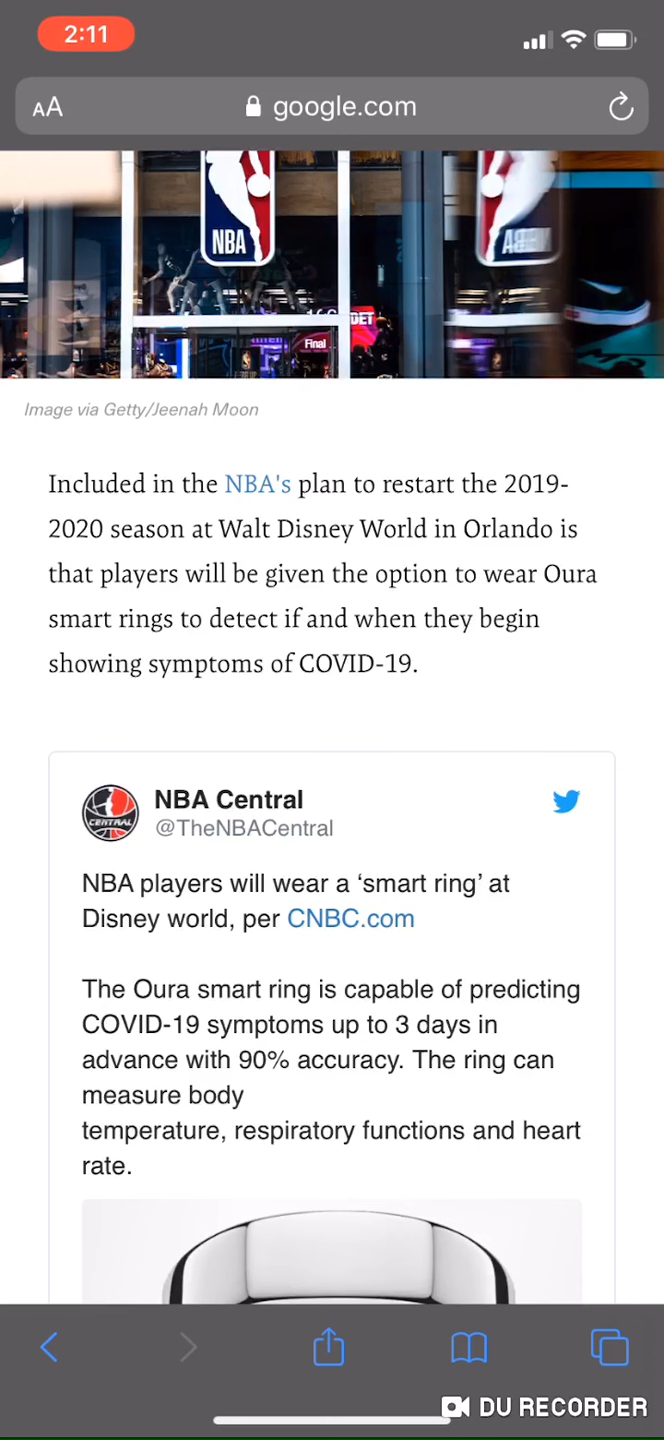 2:11
AA google.com
NBA
NBA
DET
Final
Image via Getty/Jeenah Moon
Included in the NBA's plan to restart the 2019-
2020 season at Walt Disney World in Orlando is
that players will be given the option to wear Oura
smart rings to detect if and when they begin
showing symptoms of COVID-19.
NBA Central
@TheNBACentral
CENTRAL
NBA players will wear a ‘smart ring’ at
Disney world, per CNBC.com
The Oura smart ring is capable of predicting
COVID-19 symptoms up to 3 days in
advance with 90% accuracy. The ring can
measure body
temperature, respiratory functions and heart
rate.
DU RECORDER